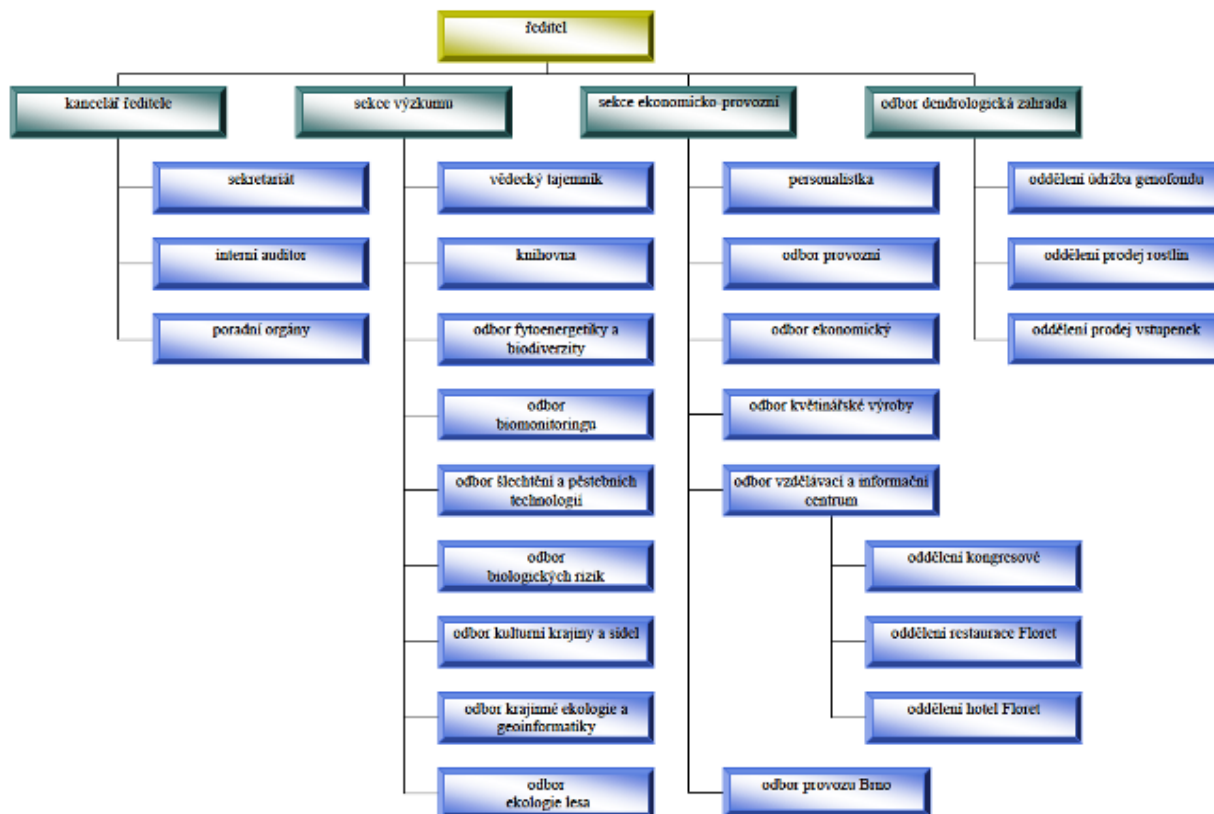 ředitel
kancelář ředitele
sekce výzkumu
sekce ekonomicko-provozní
odbor dendrologická zahrada
sekretariát
interní auditor
poradní orgány
vědecký tajemník
knihovna
odbor fytoenergetiky a
biodiverzity
odbor
biomonitoringu
odbor šlechtění a pěstebních
technologií
odbor
biologických rizik
odbor kulturní krajiny a sídel
odbor krajinné ekologie a
geoinformatiky
odbor
ekologie lesa
personalistka
odbor provozní
odbor ekonomický
odbor květinářské výroby
odbor vzdělávací a informační
centrum
oddělení kongresové
oddělení restaurace Floret
oddělení hotel Floret
odbor provozu Brno
oddělení údržba genofondu
oddělení prodej rostlin
oddělení prodej vstupenek